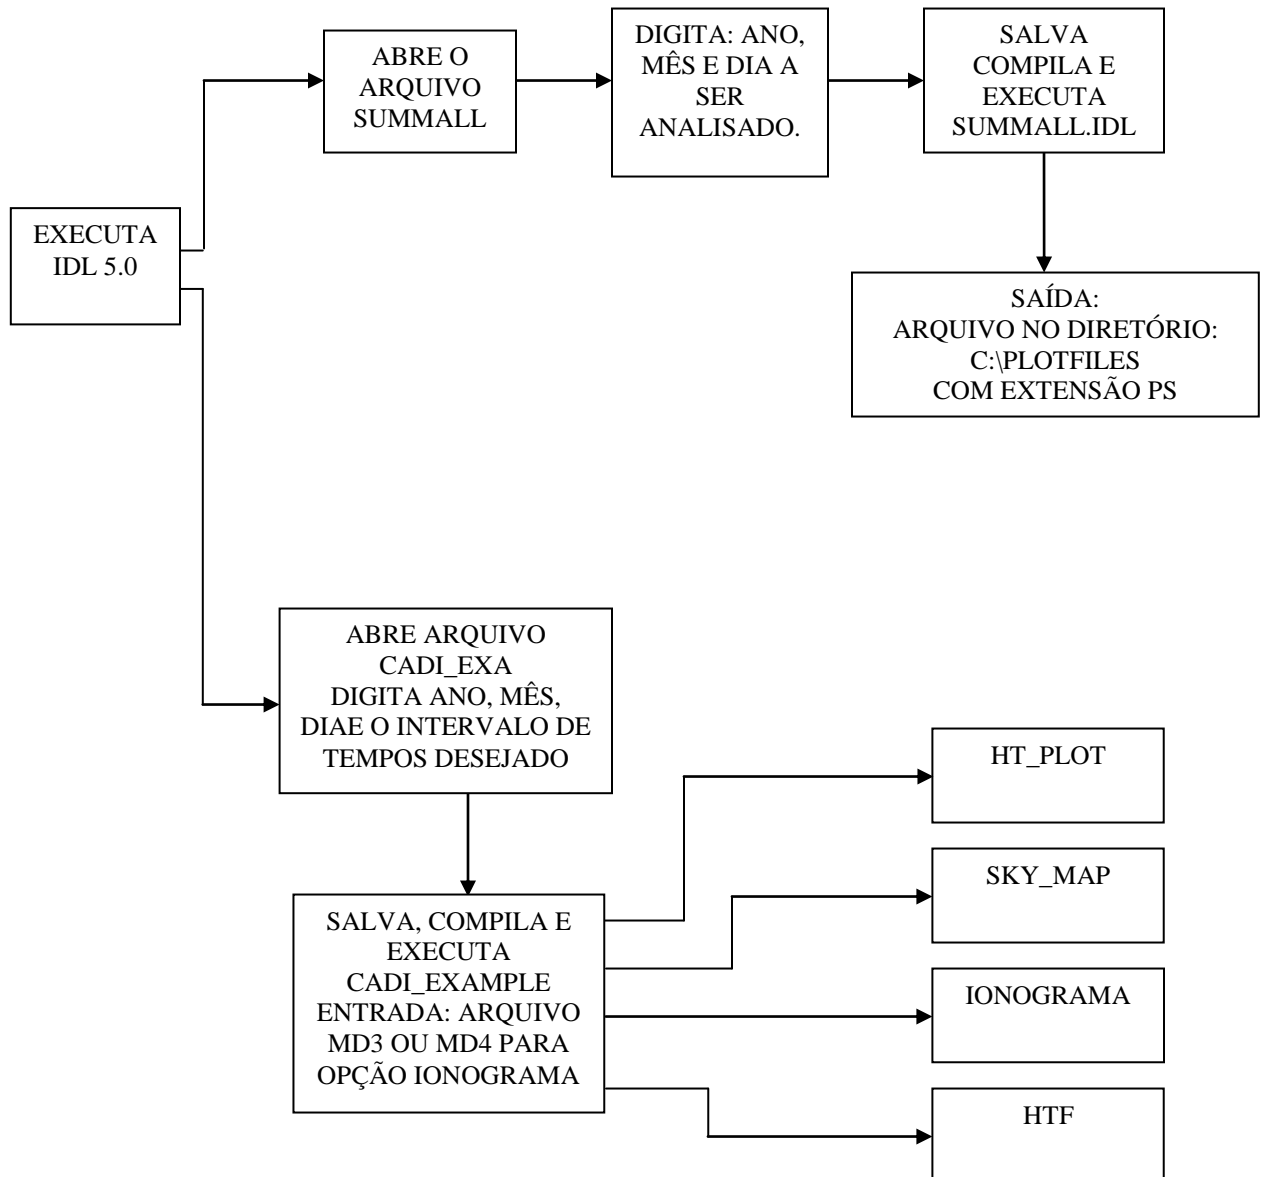 EXECUTA
IDL 5.0
ABRE O
ARQUIVO
SUMMALL
DIGITA: ANO,
MÊS E DIA A
SER
ANALISADO.
SALVA
COMPILA E
EXECUTA
SUMMALL.IDL
SAÍDA:
ARQUIVO NO DIRETÓRIO:
C:\PLOTFILES
COM EXTENSÃO PS
ABRE ARQUIVO
CADI_EXA
DIGITA ANO, MÊS,
DIAE O INTERVALO DE
TEMPOS DESEJADO
SALVA, COMPILA E
EXECUTA
CADI_EXAMPLE
ENTRADA: ARQUIVO
MD3 OU MD4 PARA
OPÇÃO IONOGRAMA
HT_PLOT
SKY_MAP
IONOGRAMA
HTF